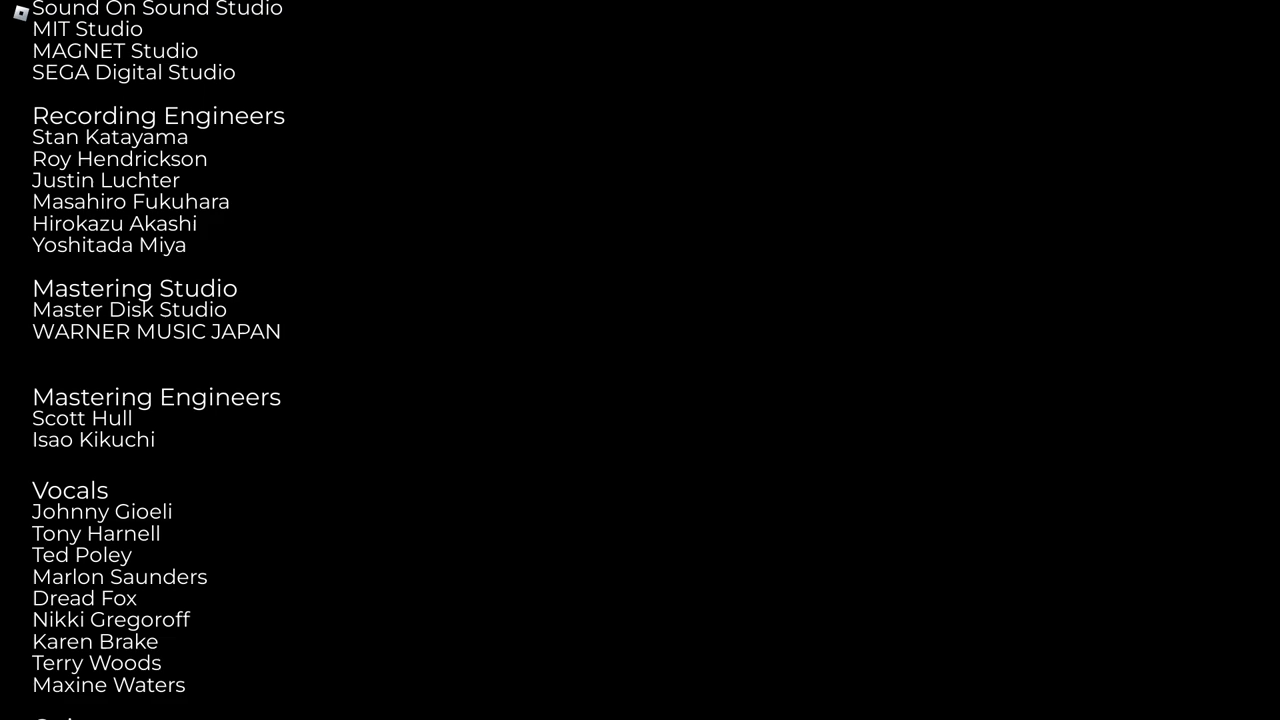 Sound On Sound Studio
MIT Studio
MAGNET Studio
SEGA Digital Studio
Recording Engineers
Stan Katayama
Roy Hendrickson
Justin Luchter
Masahiro Fukuhara
Hirokazu Akashi
Yoshitada Miya
Mastering Studio
Master Disk Studio
WARNER MUSIC JAPAN
Mastering Engineers
Scott Hull
Isao Kikuchi
Vocals
Johnny Gioeli
Tony Harnell
Ted Poley
Marlon Saunders
Dread Fox
Nikki Gregoroff
Karen Brake
Terry Woods
Maxine Waters